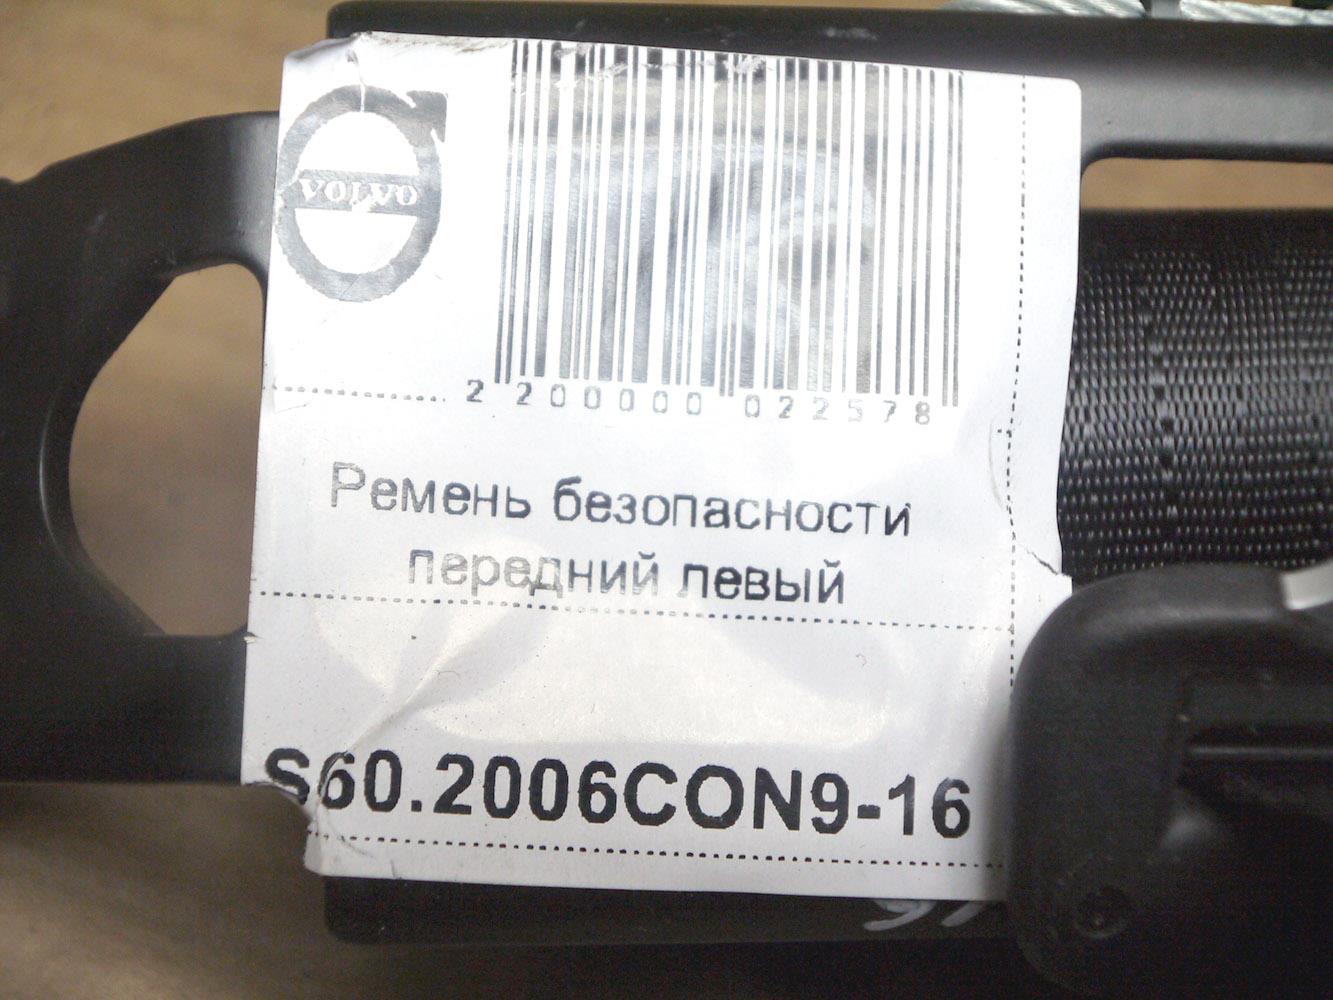 VOLVO
2 200000 022578
Ремень безопасности
передний левый
S60.2006CON9-16